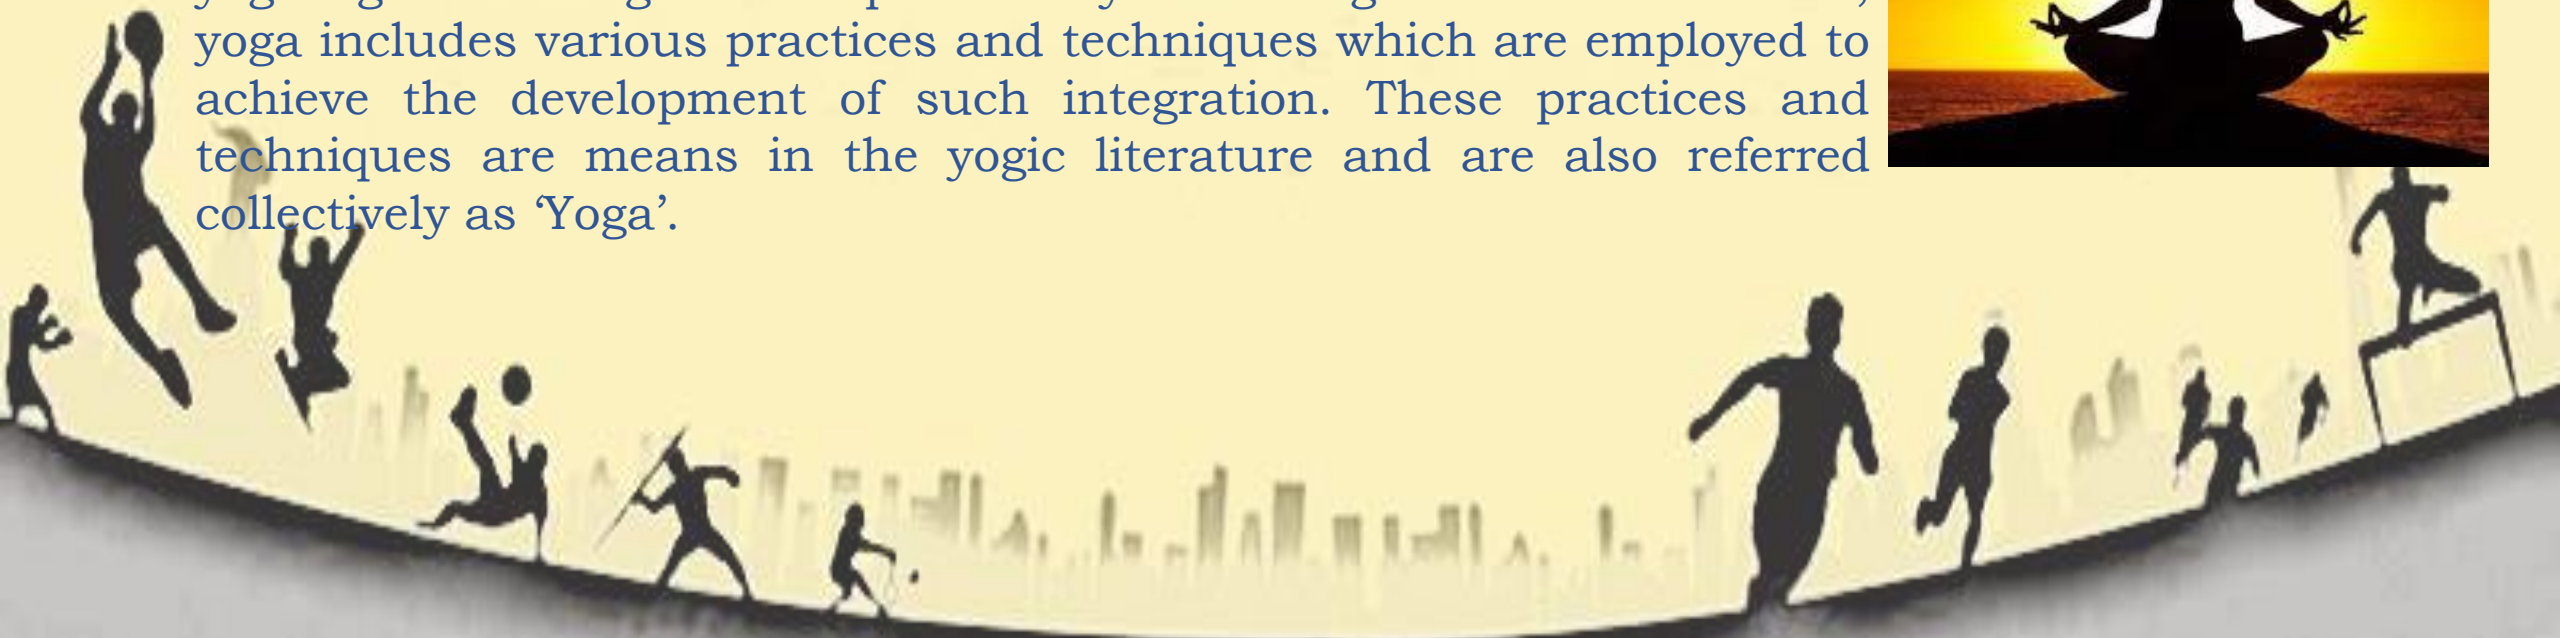 yoga includes various practices and techniques which are employed to
achieve the development of such integration. These practices and
techniques are means in the yogic literature and are also referred
collectively as ‘Yoga’.